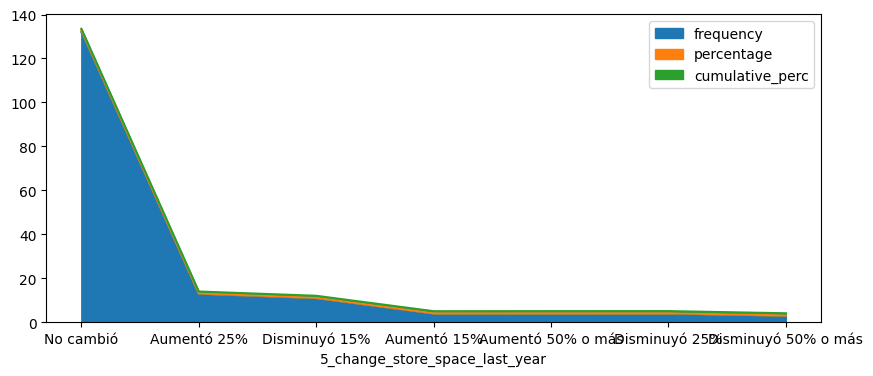 140
120
100
80
60
40
20
0
frequency
percentage
cumulative_perc
No cambió
Aumentó 25%
Disminuyó 15%
Aumentó 15%
Aumentó 50% o más
Disminuyó 25%
Disminuyó 50% o más
5_change_store_space_last_year